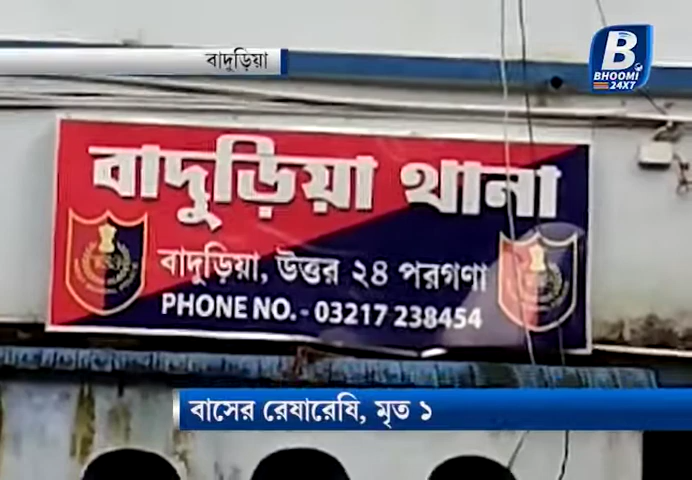 বাদুড়িয়া
B
BHOOMI
24X7
বাদুড়িয়া থানা
বাদুড়িয়া, উত্তর ২৪ পরগণা
PHONE NO.- 03217 238454
বাসের রেষারেষি, মৃত ১